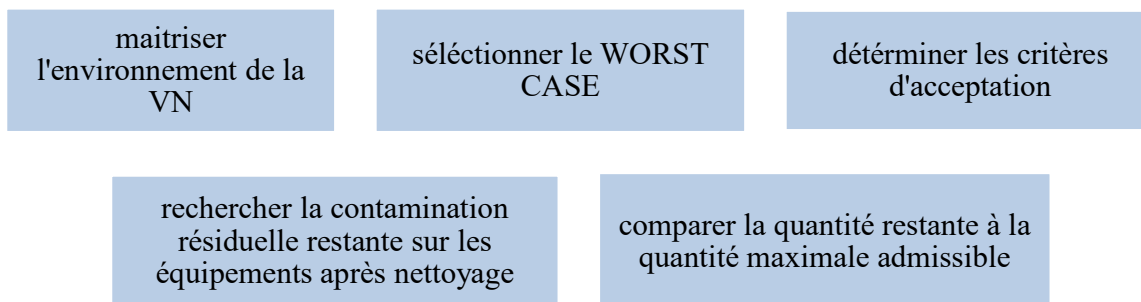 maitriser
l'environnement de la
VN
séléctionner le WORST
CASE
détérminer les critères
d'acceptation
rechercher la contamination
résiduelle restante sur les
équipements après nettoyage
comparer la quantité restante à la
quantité maximale admissible